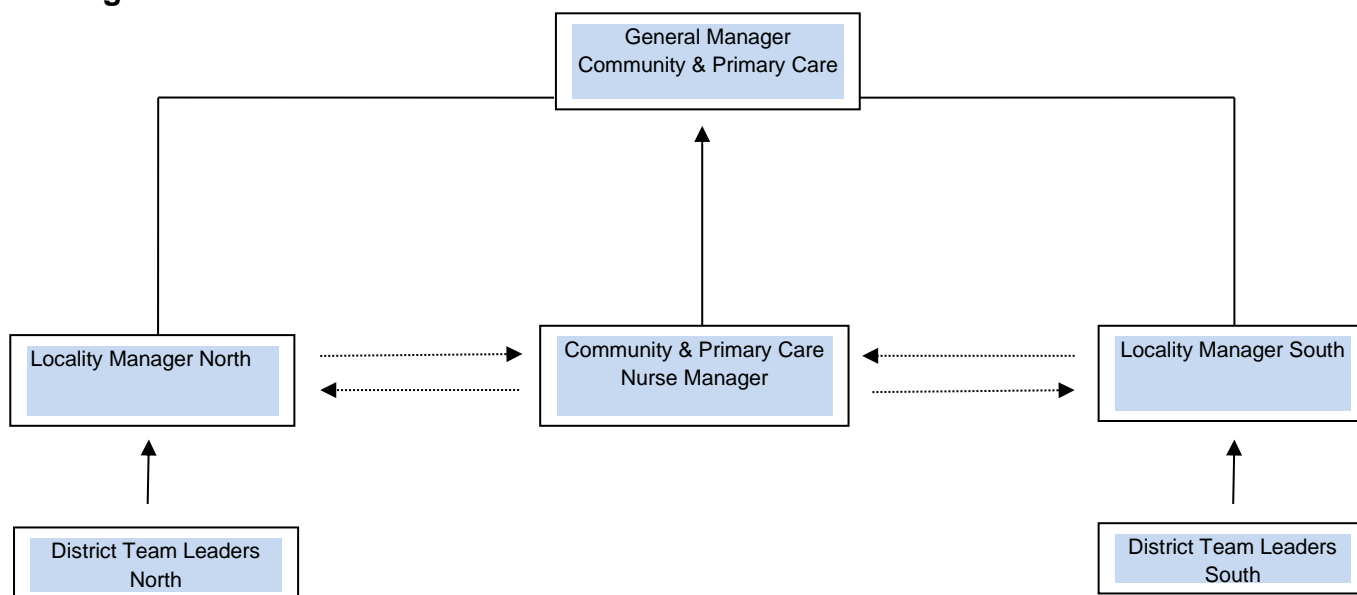 General Manager
Community & Primary Care
Locality Manager North
Community & Primary Care
Nurse Manager
Locality Manager South
District Team Leaders
North
District Team Leaders
South